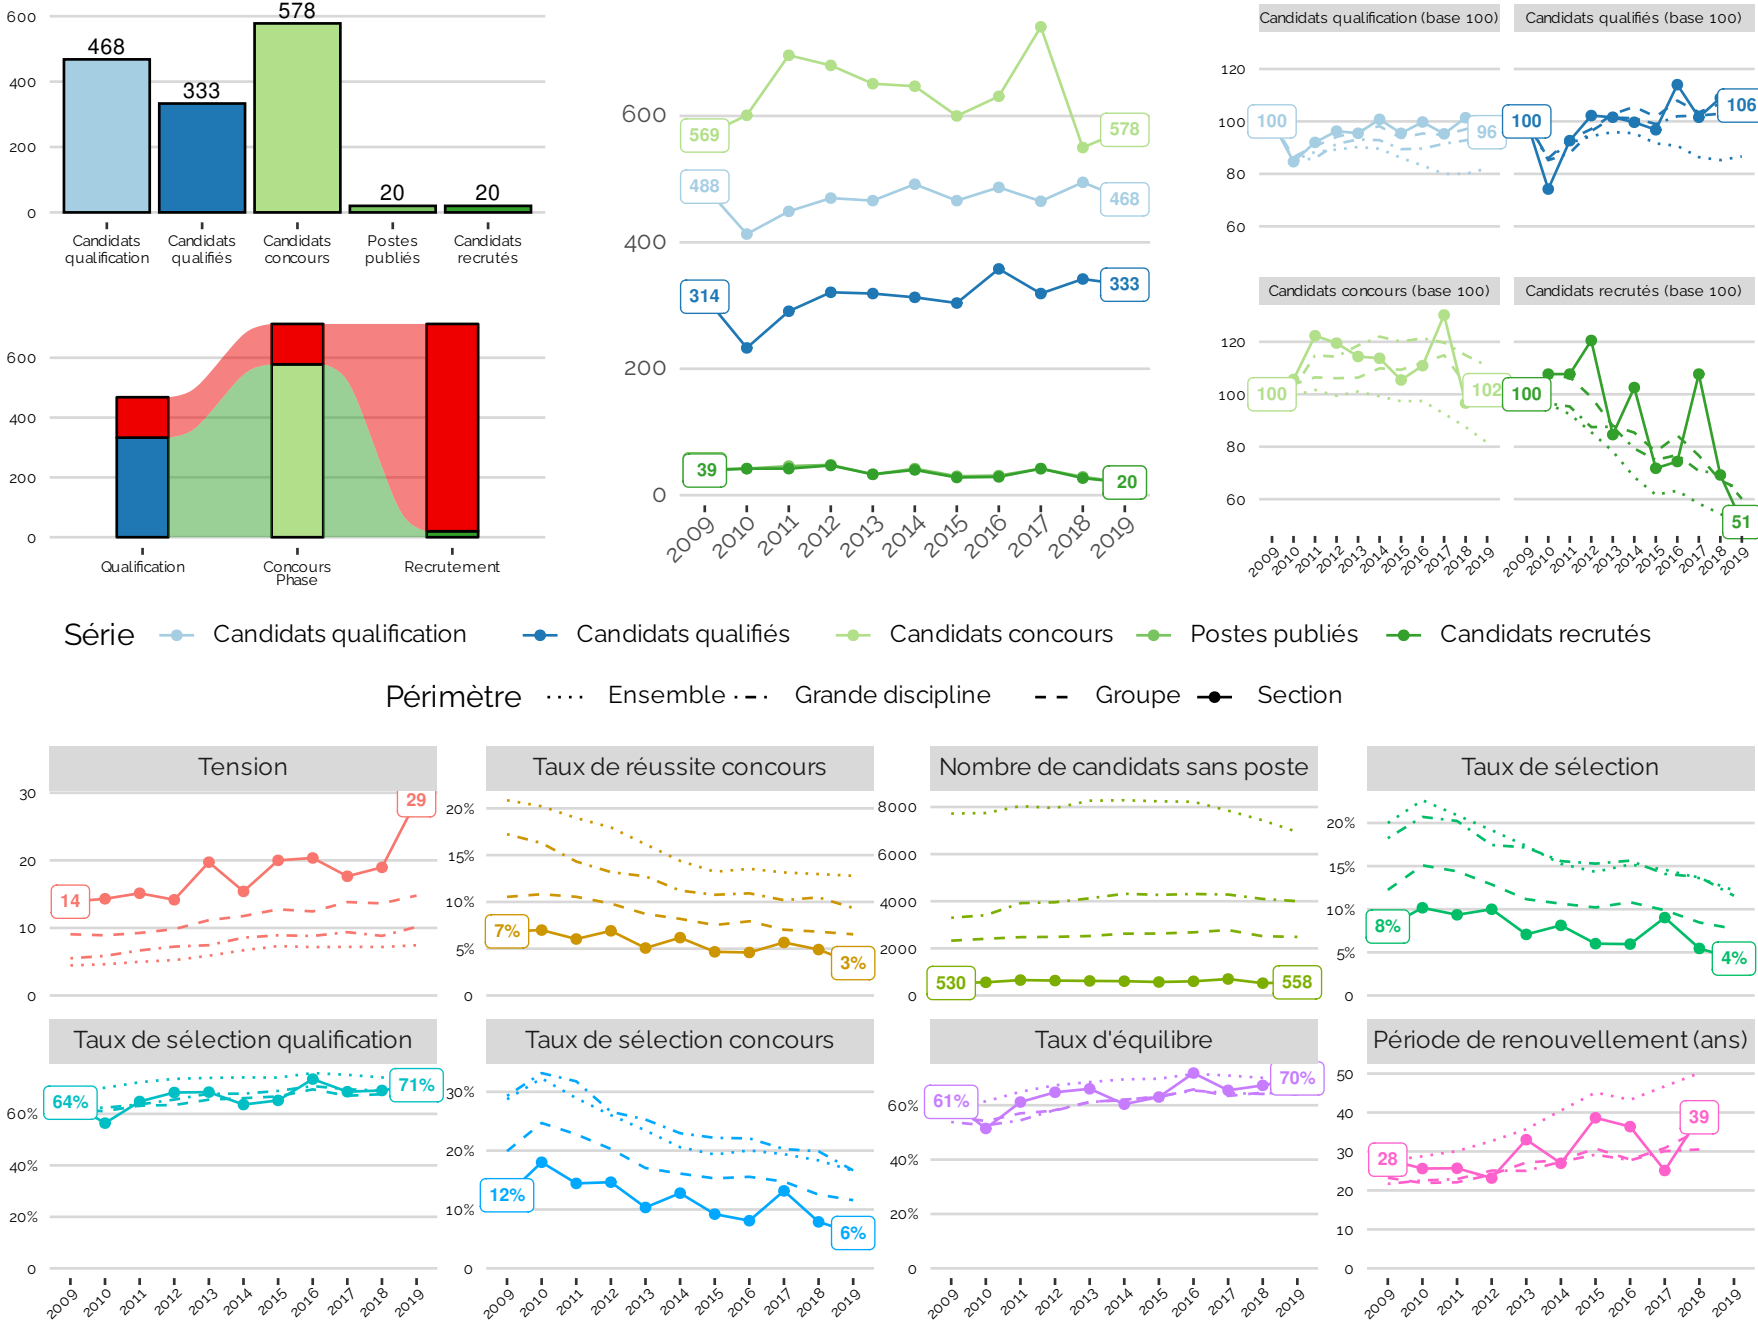 600
400
200
0
468
333
578
20
20
Candidats
qualification
Candidats
qualifiés
Candidats
concours
Postes
publiés
Candidats
recrutés
600
400
200
0
Qualification
Concours
Recrutement
Phase
600
400
200
0
569
578
488
468
314
333
39
20
2009 2010 2011 2012 2013 2014 2015 2016 2017 2018 2019
Candidats qualification (base 100)
Candidats qualifiés (base 100)
120
100
80
60
100
96
100
106
Candidats concours (base 100)
Candidats recrutés (base 100)
120
100
80
60
100
102
100
51
2009 2010 2011 2012 2013 2014 2015 2016 2017 2018 2019
2009 2010 2011 2012 2013 2014 2015 2016 2017 2018 2019
Série Candidats qualification Candidats qualifiés Candidats concours Postes publiés Candidats recrutés
Périmètre Ensemble Grande discipline Groupe Section
Tension
30
20
10
0
14
29
Taux de réussite concours
20%
15%
10%
5%
0
7%
3%
Nombre de candidats sans poste
8000
6000
4000
2000
0
530
558
Taux de sélection
20%
15%
10%
5%
0
8%
4%
Taux de sélection qualification
60%
40%
20%
0
64%
71%
2009 2010 2011 2012 2013 2014 2015 2016 2017 2018 2019
Taux de sélection concours
30%
20%
10%
0
12%
6%
2009 2010 2011 2012 2013 2014 2015 2016 2017 2018 2019
Taux d'équilibre
60%
40%
20%
0
61%
70%
2009 2010 2011 2012 2013 2014 2015 2016 2017 2018 2019
Période de renouvellement (ans)
50
40
30
20
10
0
28
39
2009 2010 2011 2012 2013 2014 2015 2016 2017 2018 2019